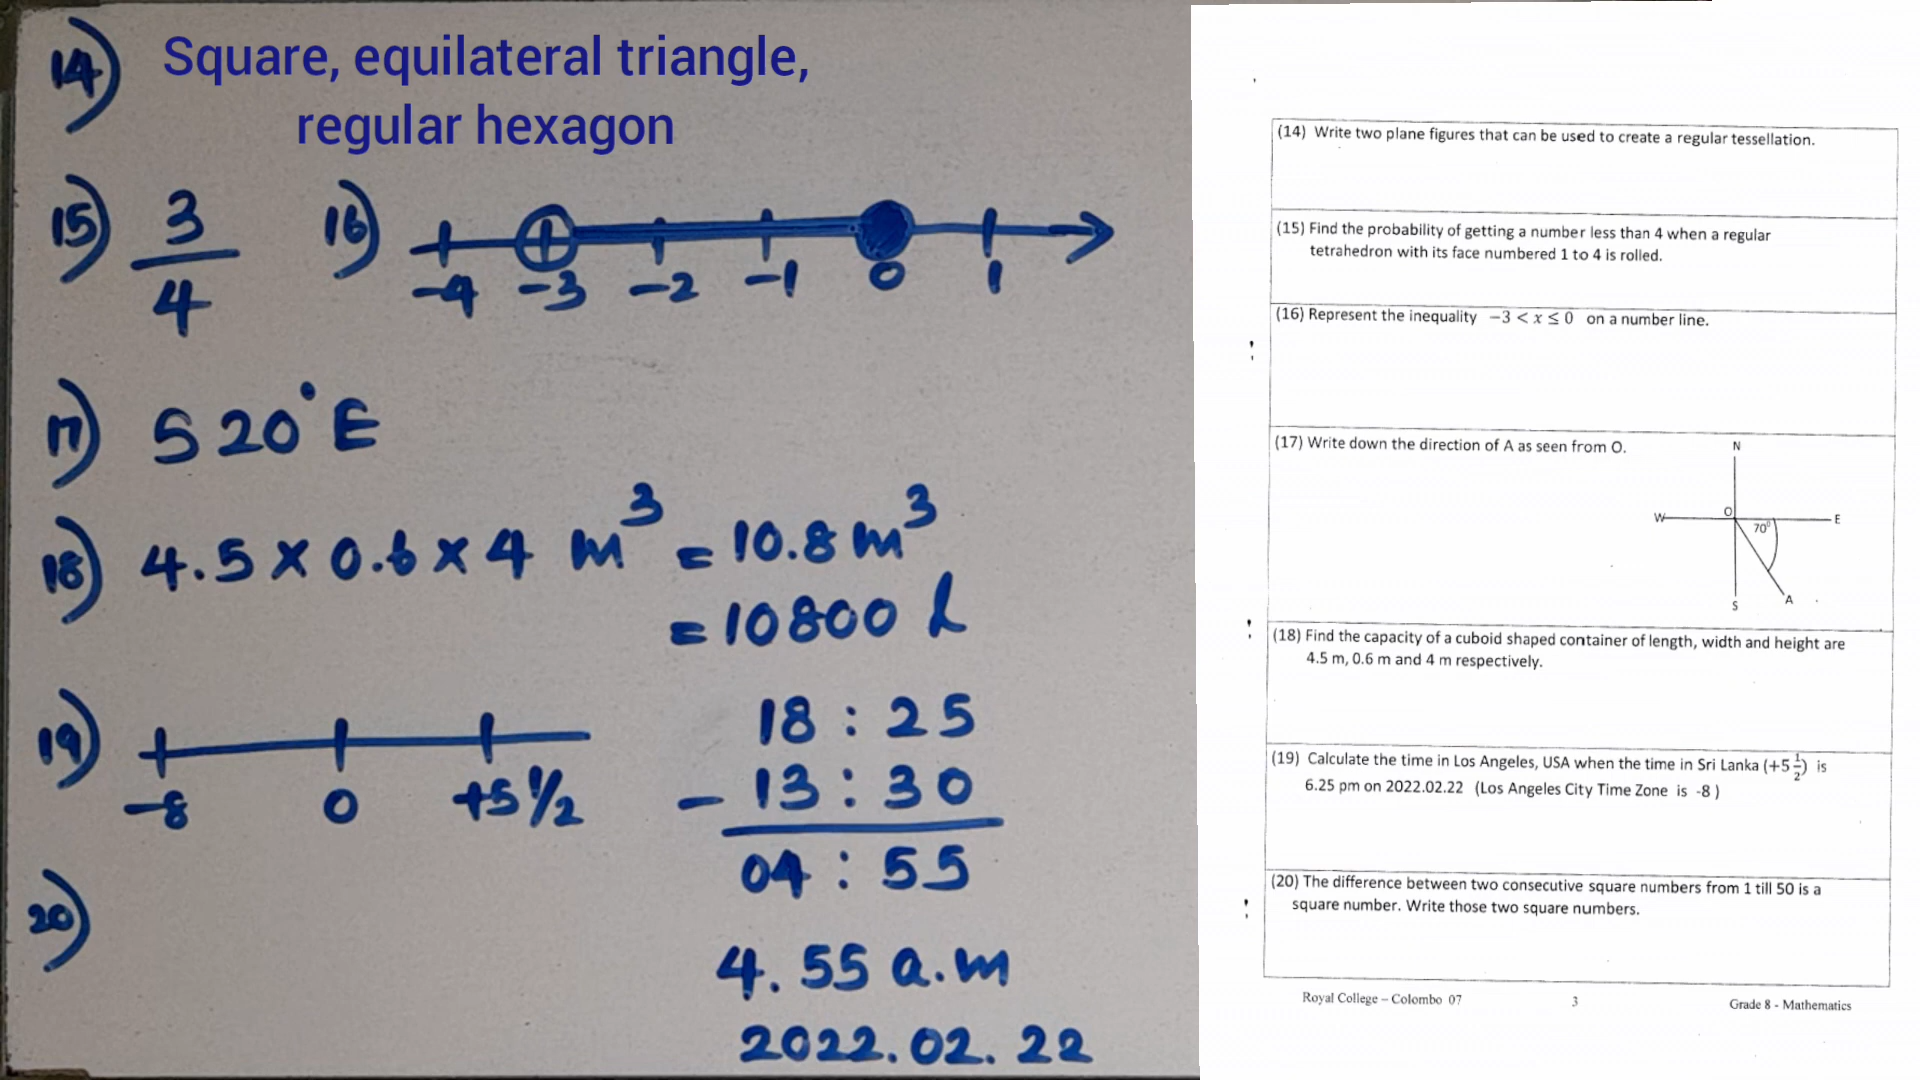 14) Square, equilateral triangle,
regular hexagon
15) 3/4
16) -4 -3 -2 -1 0 1
17) S 20° E
18) 4.5 × 0.6 × 4 m³ = 10.8 m³
= 10800 l
19) -8 0 +5 1/2
18 : 25
- 13 : 30
04 : 55
4.55 a.m
2022.02.22
20)
(14) Write two plane figures that can be used to create a regular tessellation.
(15) Find the probability of getting a number less than 4 when a regular
tetrahedron with its face numbered 1 to 4 is rolled.
(16) Represent the inequality −3 < x ≤ 0 on a number line.
(17) Write down the direction of A as seen from O.
N
W O E
70⁰
S A
(18) Find the capacity of a cuboid shaped container of length, width and height are
4.5 m, 0.6 m and 4 m respectively.
(19) Calculate the time in Los Angeles, USA when the time in Sri Lanka (+5 1/2) is
6.25 pm on 2022.02.22 (Los Angeles City Time Zone is -8 )
(20) The difference between two consecutive square numbers from 1 till 50 is a
square number. Write those two square numbers.
Royal College – Colombo 07 3 Grade 8 - Mathematics